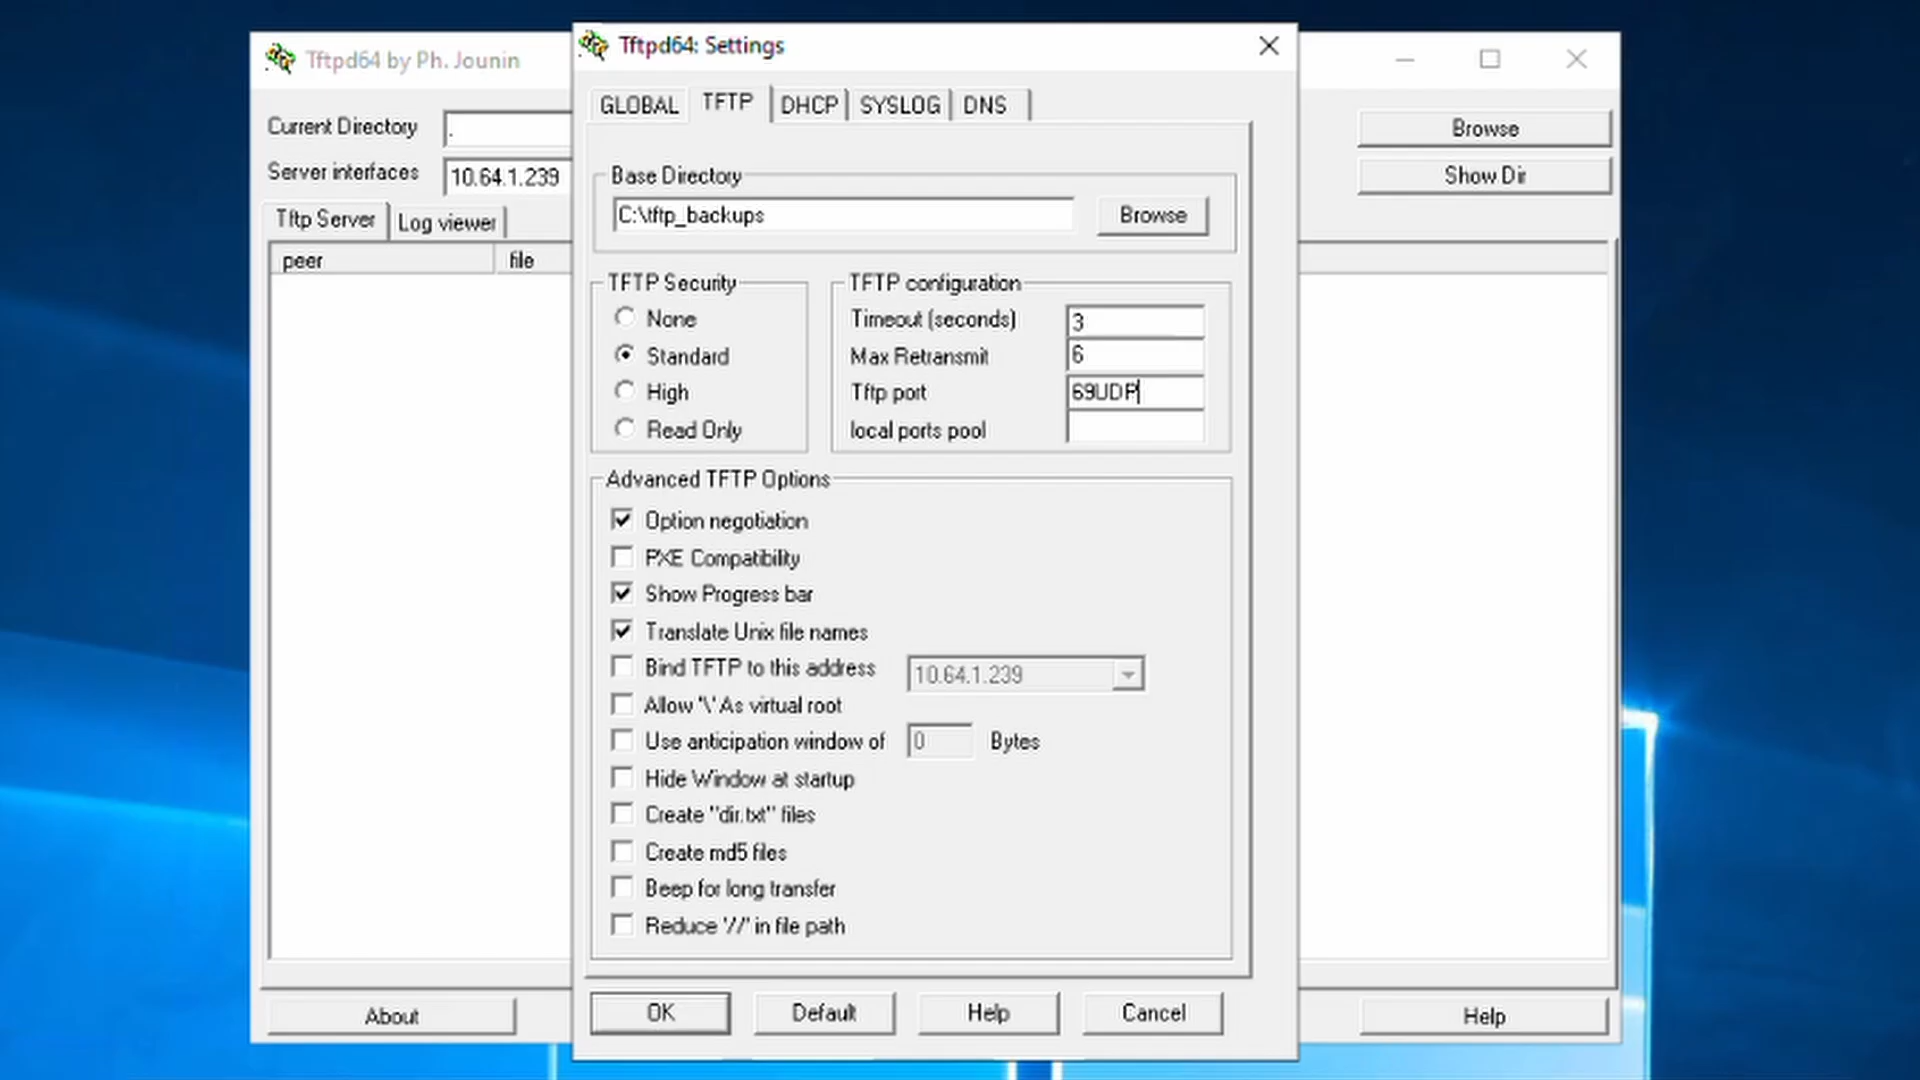 Tftpd64 by Ph. Jounin
Tftpd64: Settings
Current Directory
.
Browse
Server interfaces
10.64.1.239
Show Dir
Tftp Server
Log viewer
peer
file
GLOBAL
TFTP
DHCP
SYSLOG
DNS
Base Directory
C:\tftp_backups
Browse
TFTP Security
None
Standard
High
Read Only
TFTP configuration
Timeout (seconds)
3
Max Retransmit
6
Tftp port
69UDP
local ports pool
Advanced TFTP Options
Option negotiation
PXE Compatibility
Show Progress bar
Translate Unix file names
Bind TFTP to this address
10.64.1.239
Allow '\' As virtual root
Use anticipation window of
0
Bytes
Hide Window at startup
Create "dir.txt" files
Create md5 files
Beep for long transfer
Reduce '//' in file path
OK
Default
Help
Cancel
About
Help